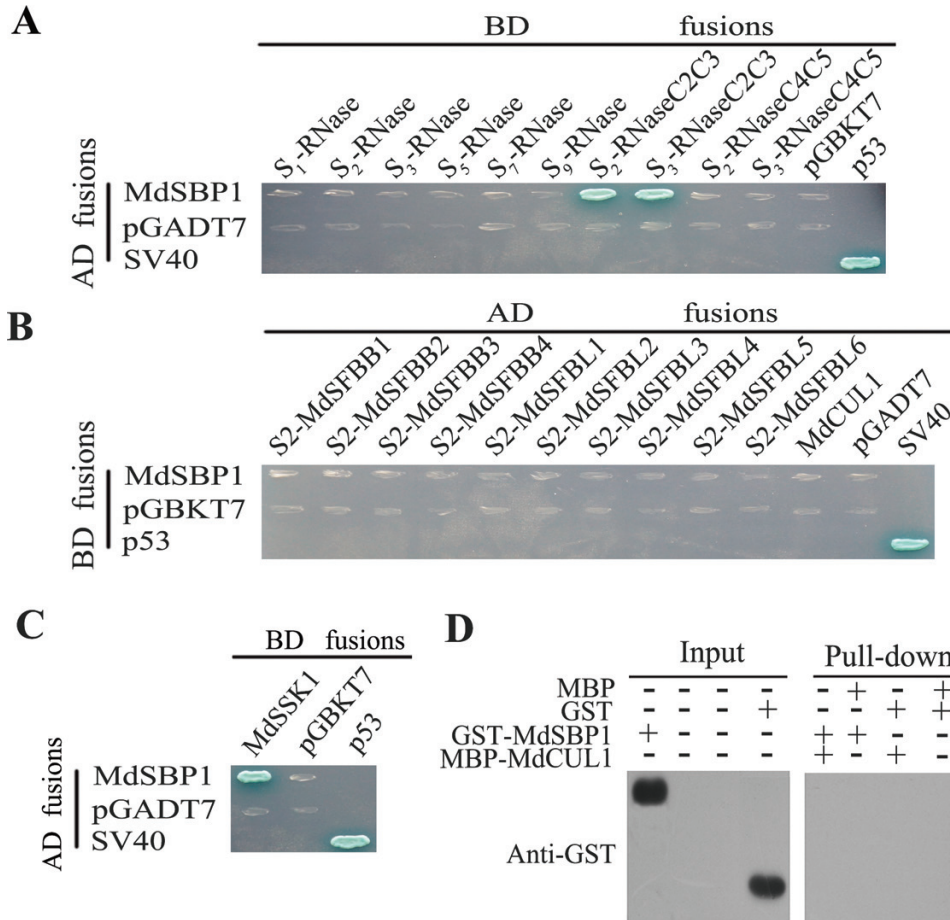 A
BD fusions
S1-RNase
S2-RNase
S3-RNase
S5-RNase
S7-RNase
S9-RNase
S2-RNaseC2C3
S3-RNaseC2C3
S2-RNaseC4C5
S3-RNaseC4C5
pGBKT7
p53
AD fusions
MdSBP1
pGADT7
SV40
B
AD fusions
S2-MdSFBB1
S2-MdSFBB2
S2-MdSFBB3
S2-MdSFBB4
S2-MdSFBL1
S2-MdSFBL2
S2-MdSFBL3
S2-MdSFBL4
S2-MdSFBL5
S2-MdSFBL6
MdCUL1
pGADT7
SV40
BD fusions
MdSBP1
pGBKT7
p53
C
BD fusions
MdSSK1
pGBKT7
p53
AD fusions
MdSBP1
pGADT7
SV40
D
Input Pull-down
MBP - - - - - + - +
GST - - - + - - + +
GST-MdSBP1 + - - - + + - -
MBP-MdCUL1 - - - - + - + -
Anti-GST